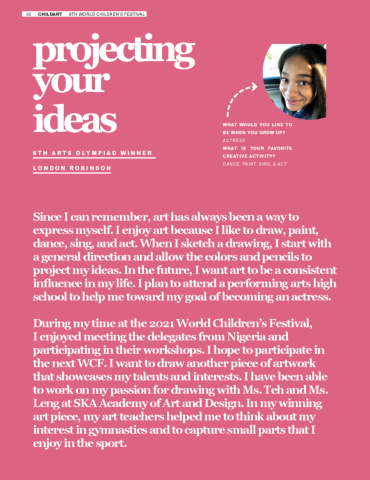 42 CHILDART 6TH WORLD CHILDREN'S FESTIVAL
projecting
your
ideas
6TH ARTS OLYMPIAD WINNER
LONDON ROBINSON
WHAT WOULD YOU LIKE TO
BE WHEN YOU GROW UP?
ACTRESS.
WHAT IS YOUR FAVORITE
CREATIVE ACTIVITY?
DANCE, PAINT, SING, & ACT.
Since I can remember, art has always been a way to
express myself. I enjoy art because I like to draw, paint,
dance, sing, and act. When I sketch a drawing, I start with
a general direction and allow the colors and pencils to
project my ideas. In the future, I want art to be a consistent
influence in my life. I plan to attend a performing arts high
school to help me toward my goal of becoming an actress.
During my time at the 2021 World Children's Festival,
I enjoyed meeting the delegates from Nigeria and
participating in their workshops. I hope to participate in
the next WCF. I want to draw another piece of artwork
that showcases my talents and interests. I have been able
to work on my passion for drawing with Ms. Teh and Ms.
Leng at SKA Academy of Art and Design. In my winning
art piece, my art teachers helped me to think about my
interest in gymnastics and to capture small parts that I
enjoy in the sport.